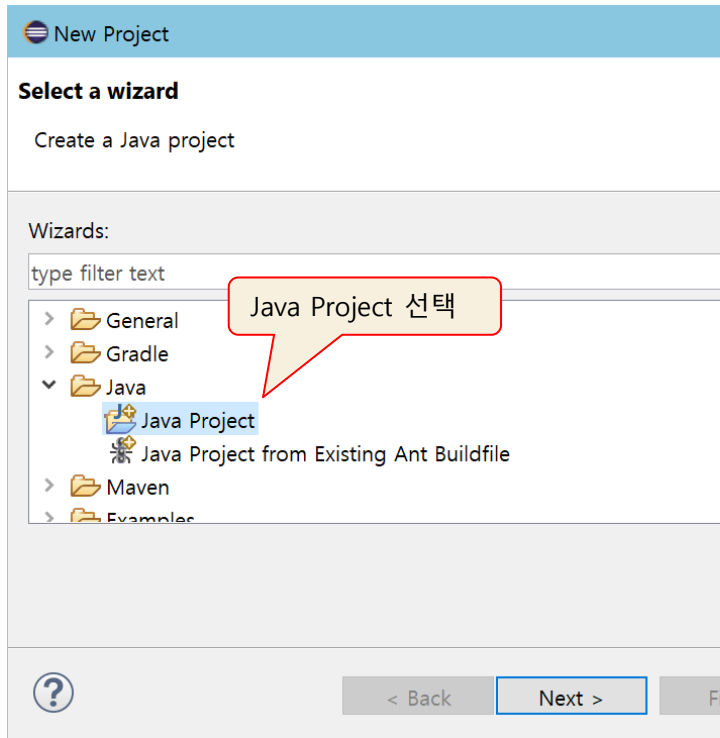 New Project
Select a wizard
Create a Java project
Wizards:
type filter text
Java Project 선택
General
Gradle
Java
Java Project
Java Project from Existing Ant Buildfile
Maven
Examples
< Back Next >